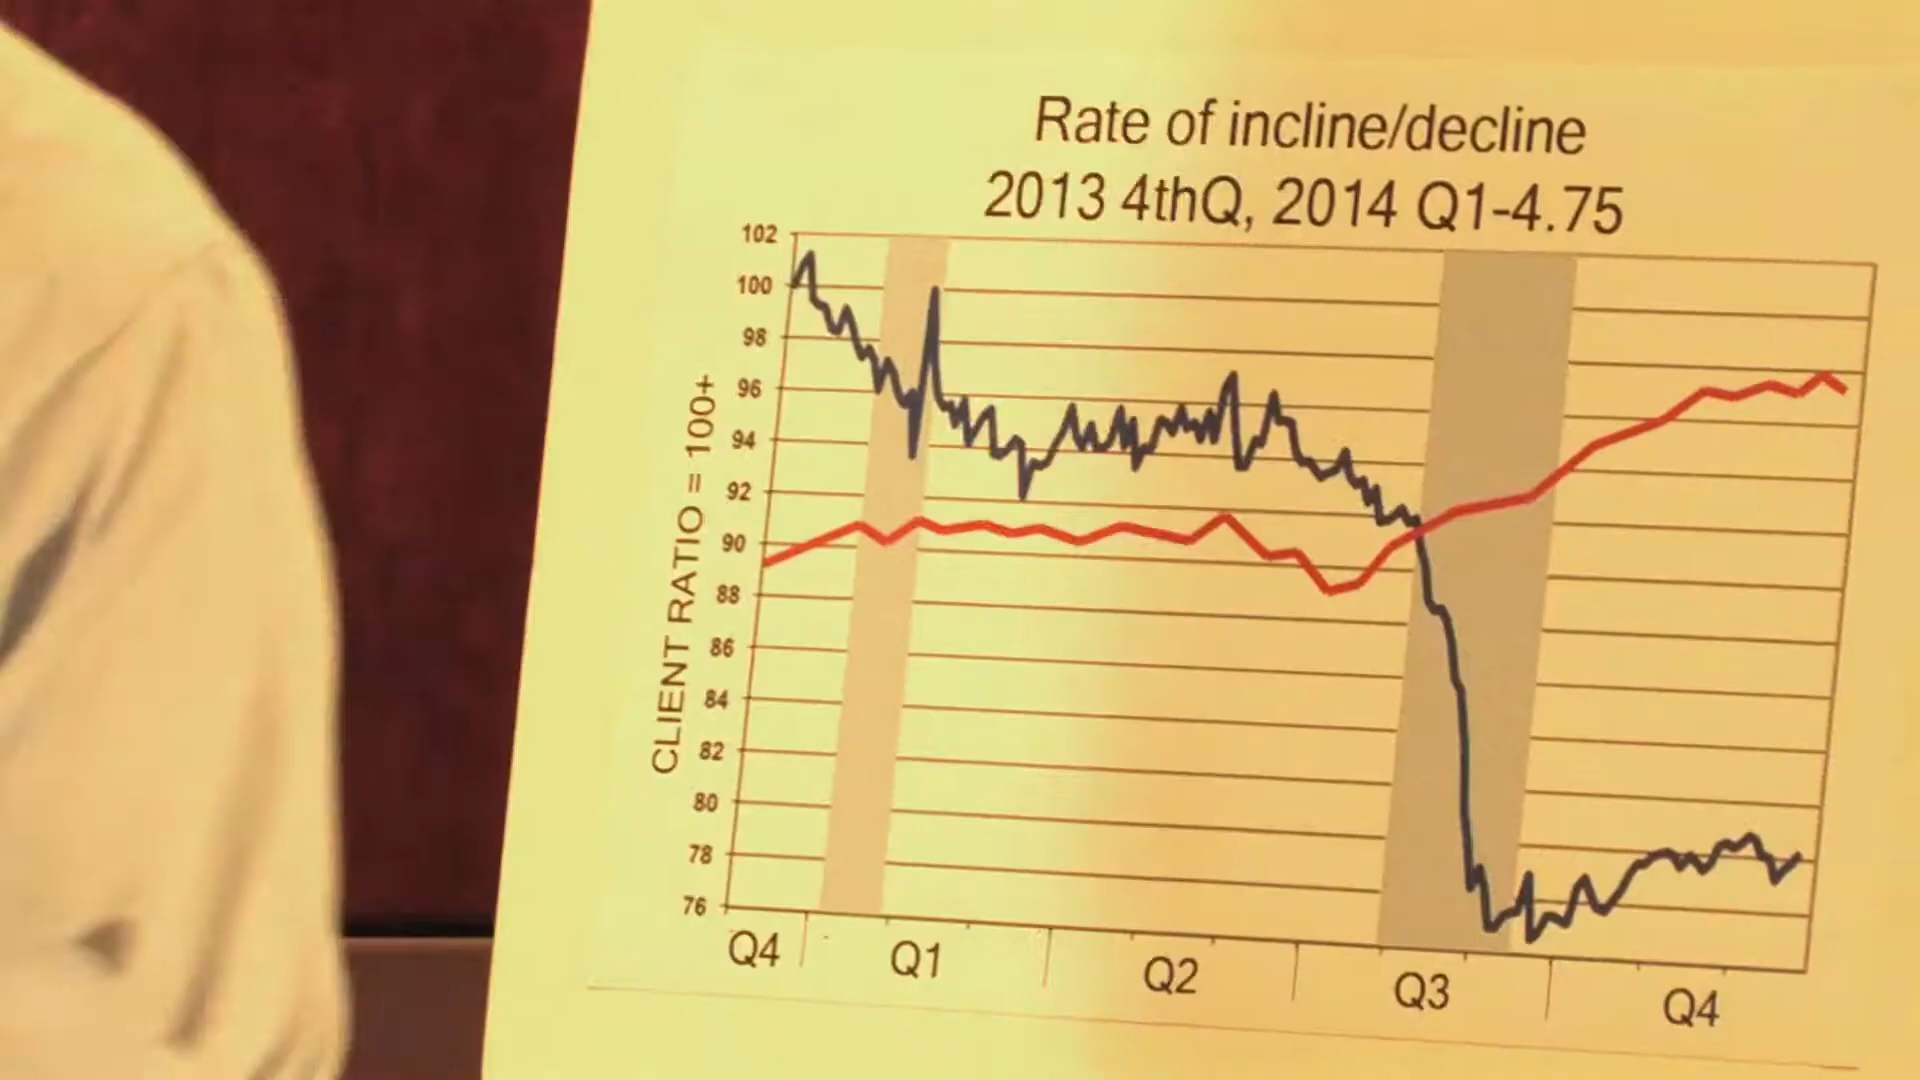 Rate of incline/decline
2013 4thQ, 2014 Q1-4.75
CLIENT RATIO = 100+
102
100
98
96
94
92
90
88
86
84
82
80
78
76
Q4
Q1
Q2
Q3
Q4